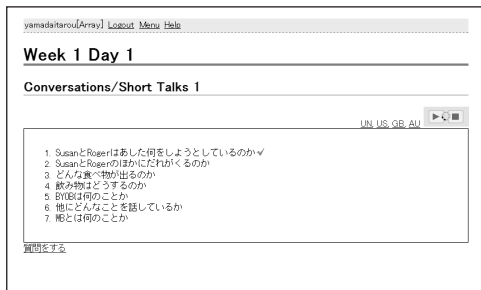 yamadaitarou[Array] Logout Menu Help
Week 1 Day 1
Conversations/Short Talks 1
UN, US, GB, AU
1. SusanとRogerはあした何をしようとしているのか✓
2. SusanとRogerのほかにだれがくるのか
3. どんな食べ物が出るのか
4. 飲み物はどうするのか
5. BYOBは何のことか
6. 他にどんなことを話しているか
7. MBとは何のことか
質問をする